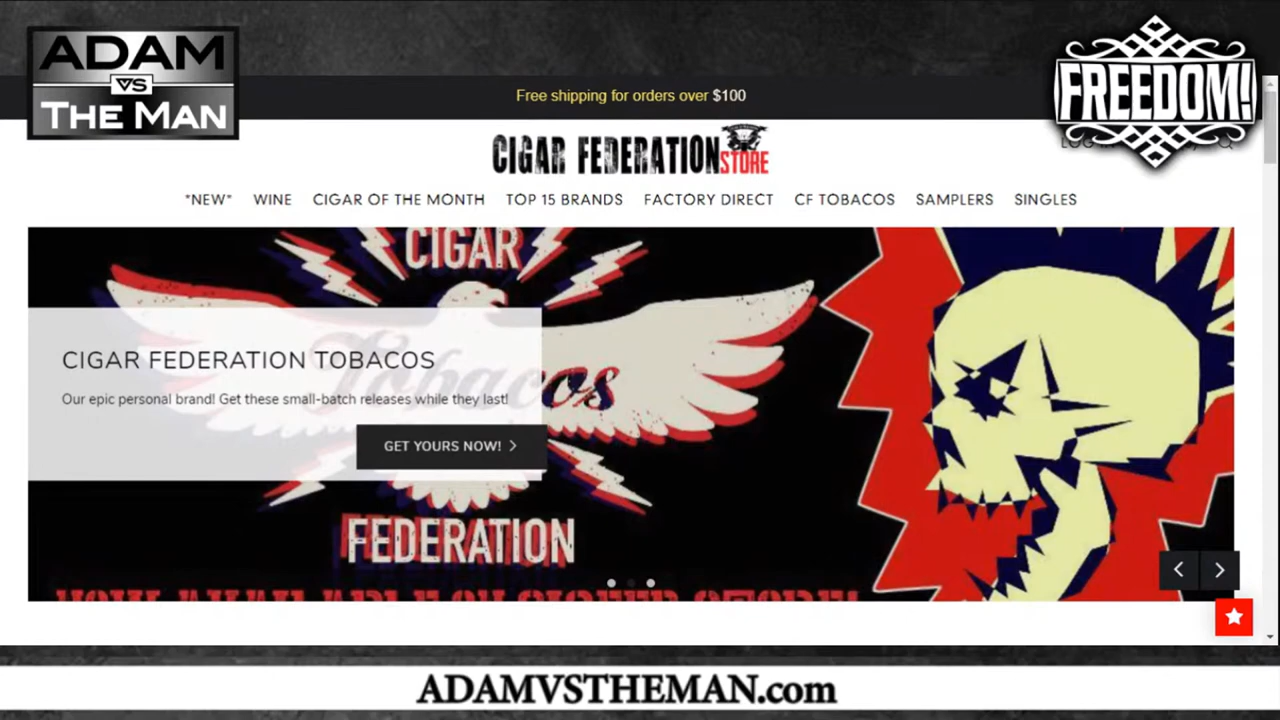 ADAM
VS
THE MAN
FREEDOM!
Free shipping for orders over $100
CIGAR FEDERATION STORE
*NEW* WINE CIGAR OF THE MONTH TOP 15 BRANDS FACTORY DIRECT CF TOBACOS SAMPLERS SINGLES
CIGAR
Tobacos
FEDERATION
CIGAR FEDERATION TOBACOS
Our epic personal brand! Get these small-batch releases while they last!
GET YOURS NOW!
ADAMVSTHEMAN.com